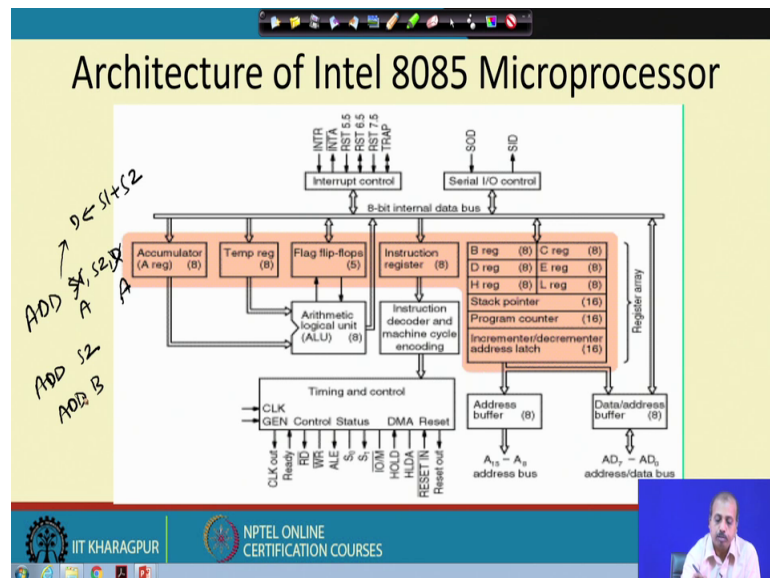 Architecture of Intel 8085 Microprocessor
INTR
INTA
RST 5.5
RST 6.5
RST 7.5
TRAP
SOD
SID
Interrupt control
Serial I/O control
8-bit internal data bus
Accumulator
(A reg) (8)
Temp reg
(8)
Flag flip-flops
(5)
Instruction
register (8)
B reg (8) C reg (8)
D reg (8) E reg (8)
H reg (8) L reg (8)
Stack pointer (16)
Program counter (16)
Incrementer/decrementer
address latch (16)
Register array
Arithmetic
logical unit
(ALU) (8)
Instruction
decoder and
machine cycle
encoding
Timing and control
CLK
GEN Control Status DMA Reset
CLK out
Ready
RD
WR
ALE
S0
S1
IO/M
HOLD
HLDA
RESET IN
Reset out
Address
buffer (8)
Data/address
buffer (8)
A15 – A8
address bus
AD7 – AD0
address/data bus
D ← S1+S2
ADD S1, S2, D
A A
ADD S2
ADD B
IIT KHARAGPUR
NPTEL ONLINE
CERTIFICATION COURSES